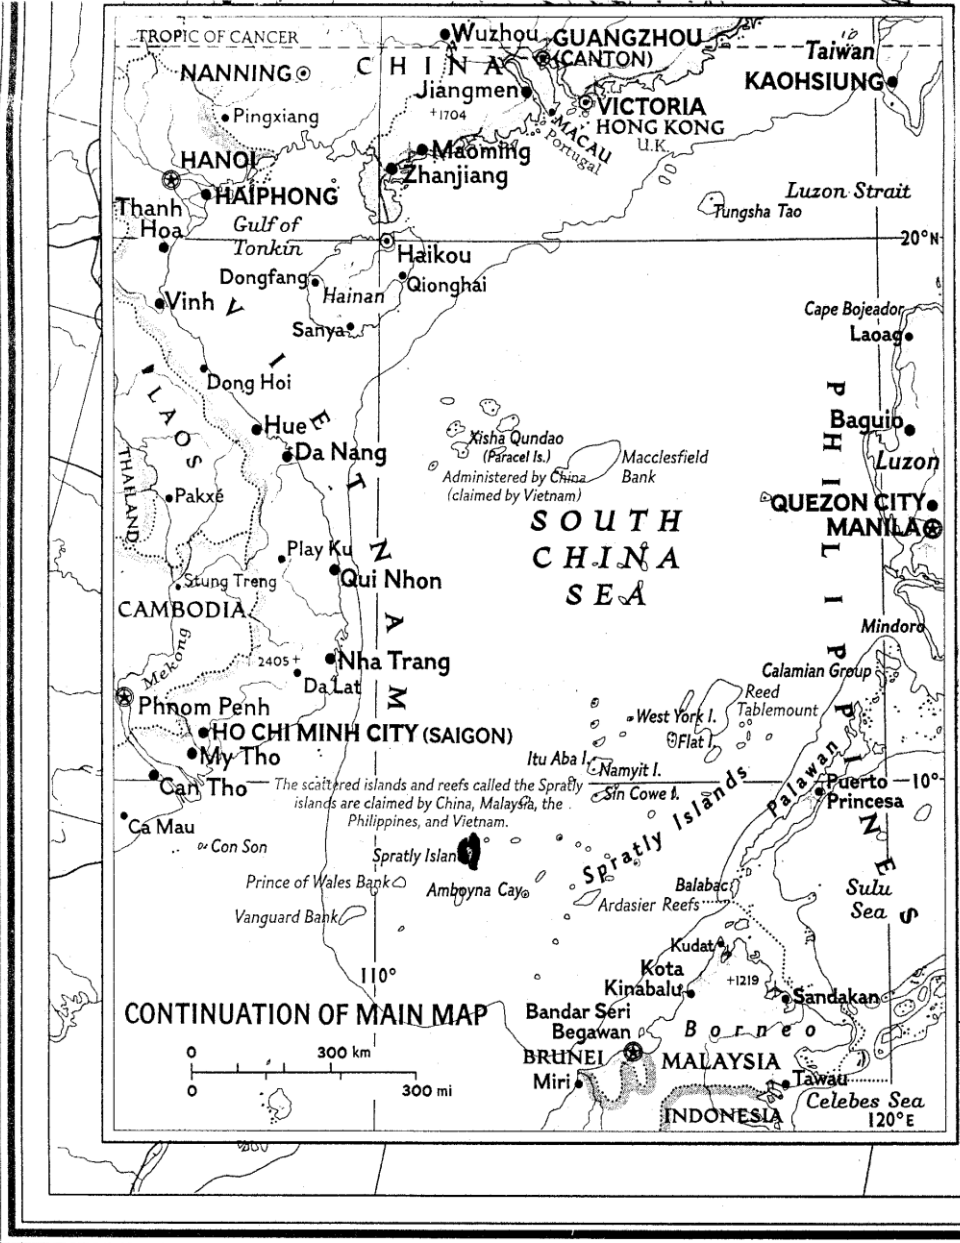 TROPIC OF CANCER
Wuzhou
GUANGZHOU
(CANTON)
Taiwan
KAOHSIUNG
NANNING
CHINA
Jiangmen
+1704
VICTORIA
HONG KONG
U.K.
MACAU
Portugal
Pingxiang
HANOI
Maoming
Zhanjiang
HAIPHONG
Thanh
Hoa
Gulf of
Tonkin
Luzon Strait
Tungsha Tao
20°N
Haikou
Dongfang
Hainan
Qionghai
Sanya
Vinh
VIETNAM
Cape Bojeador
Laoag
Dong Hoi
LAOS
PHILIPPINES
Hue
Da Nang
Baguio
Luzon
Xisha Qundao
(Paracel Is.)
Administered by China
(claimed by Vietnam)
Macclesfield
Bank
THAILAND
Pakxé
QUEZON CITY
MANILA
SOUTH
CHINA
SEA
Play Ku
Qui Nhon
Stung Treng
CAMBODIA
Mekong
Mindoro
2405+
Nha Trang
Da Lat
Calamian Group
Reed
Tablemount
Phnom Penh
West York I.
Flat I.
HO CHI MINH CITY (SAIGON)
My Tho
Itu Aba I.
Namyit I.
Can Tho
The scattered islands and reefs called the Spratly
islands are claimed by China, Malaysia, the
Philippines, and Vietnam.
Sin Cowe I.
Spratly Islands
Palawan
Puerto
Princesa
10°
Ca Mau
Con Son
Spratly Islan
Prince of Wales Bank
Amboyna Cay
Balabac
Ardasier Reefs
Sulu
Sea
Vanguard Bank
Kudat
110°
Kota
Kinabalu
+1219
Sandakan
CONTINUATION OF MAIN MAP
Bandar Seri
Begawan
Borneo
0 300 km
0 300 mi
BRUNEI
MALAYSIA
Miri
Tawau
Celebes Sea
INDONESIA
120°E